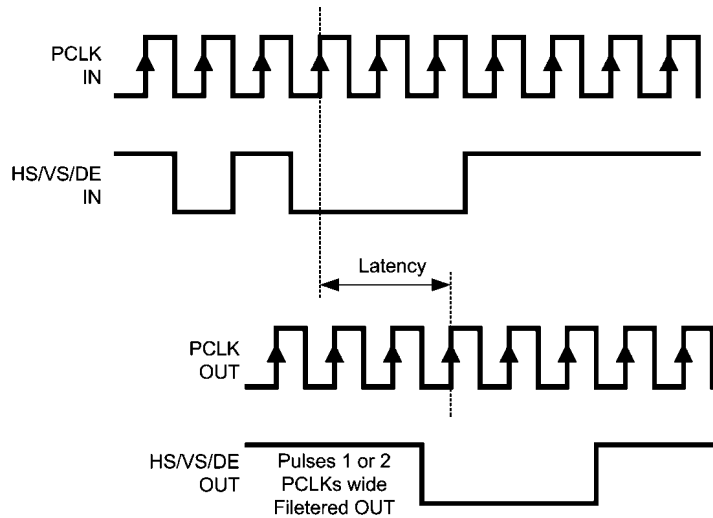 PCLK
IN
HS/VS/DE
IN
Latency
PCLK
OUT
HS/VS/DE
OUT
Pulses 1 or 2
PCLKs wide
Filetered OUT